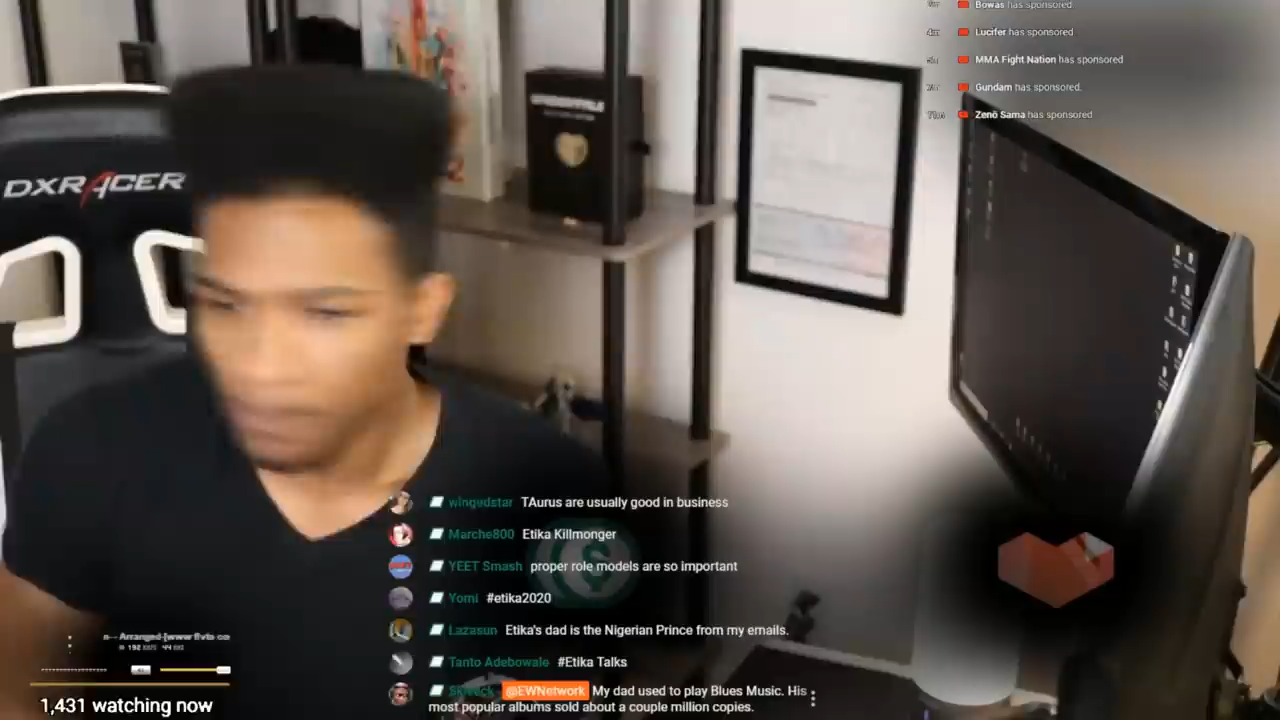 Bowas has sponsored
4m Lucifer has sponsored
MMA Fight Nation has sponsored
Gundam has sponsored.
11m Zenō Sama has sponsored
DXRACER
wingedstar TAurus are usually good in business
Marche800 Etika Killmonger
YEET Smash proper role models are so important
Yomi #etika2020
Lazasun Etika's dad is the Nigerian Prince from my emails.
Tanto Adebowale #Etika Talks
@EWNetwork My dad used to play Blues Music. His
most popular albums sold about a couple million copies.
1,431 watching now